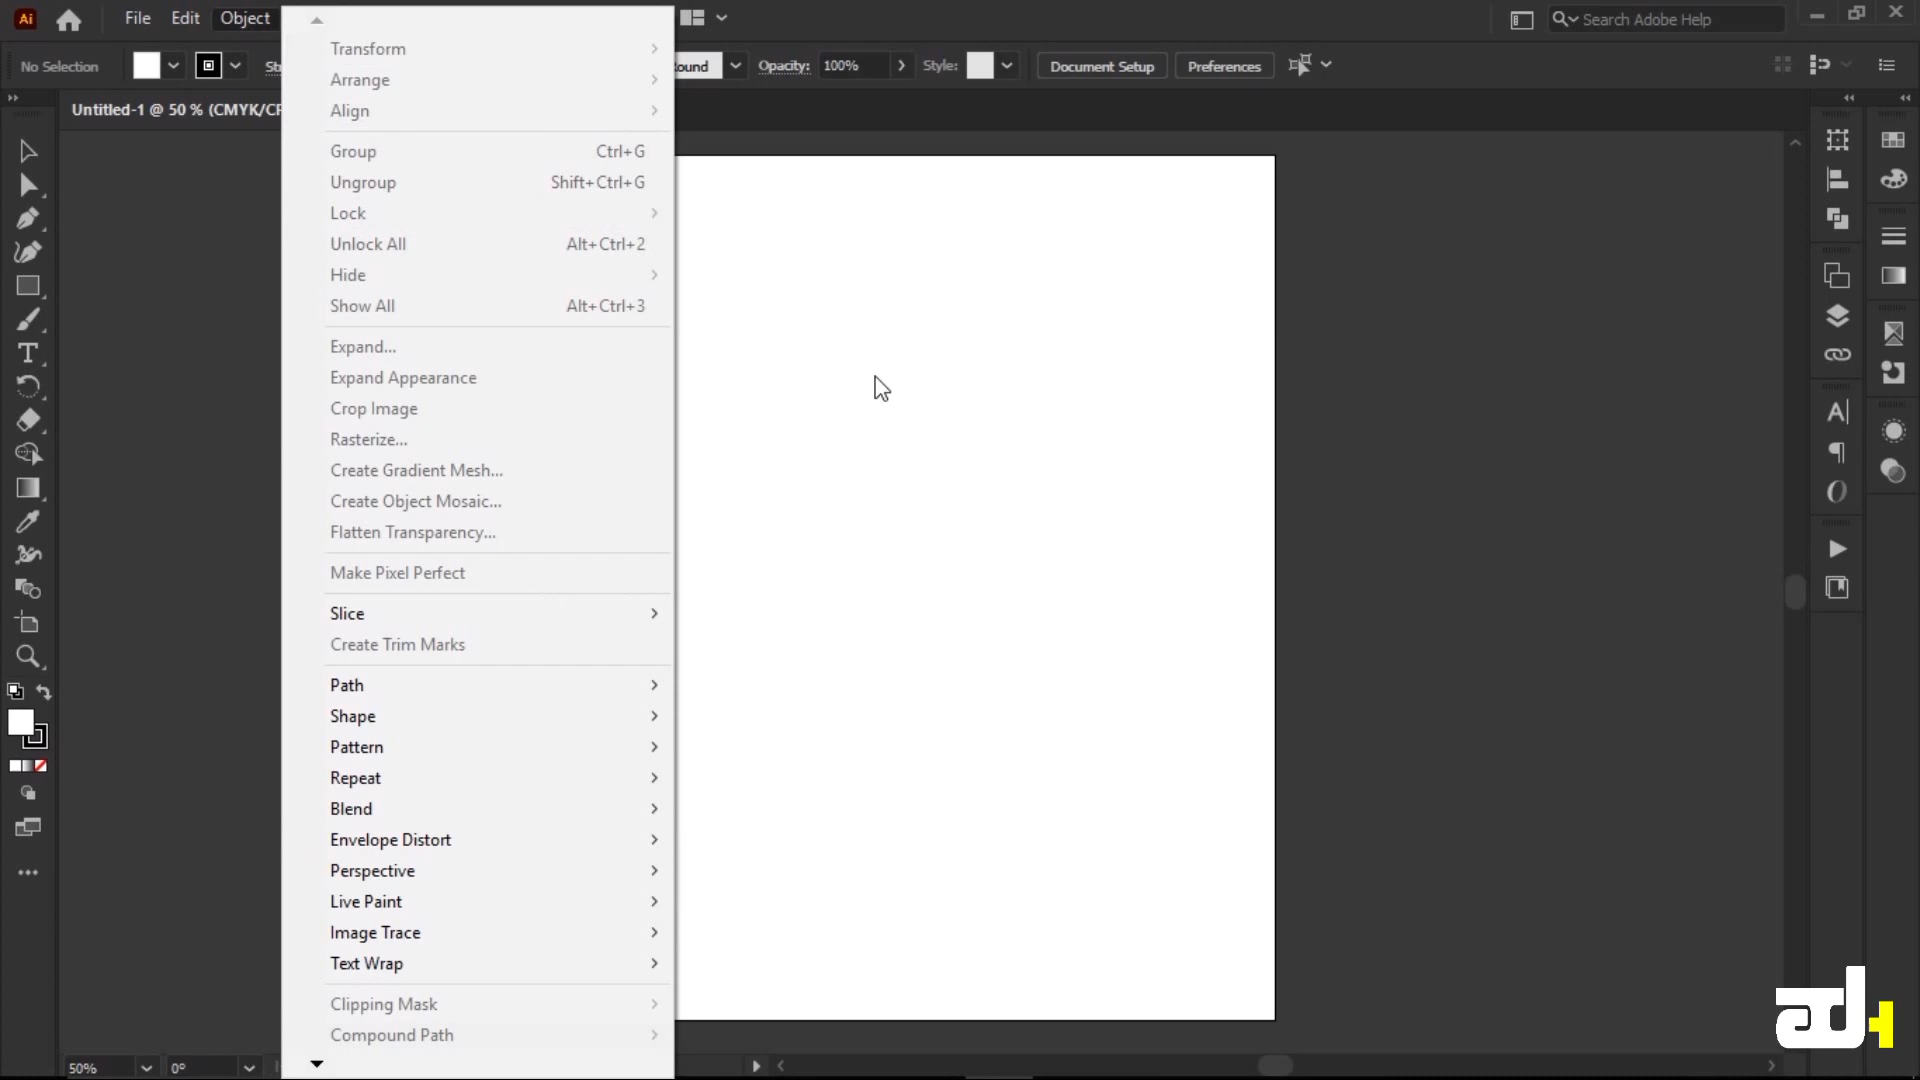 Ai
File
Edit
Object
Search Adobe Help
No Selection
Opacity:
100%
Style:
Document Setup
Preferences
Untitled-1 @ 50 % (CMYK/
Transform
Arrange
Align
Group Ctrl+G
Ungroup Shift+Ctrl+G
Lock
Unlock All Alt+Ctrl+2
Hide
Show All Alt+Ctrl+3
Expand...
Expand Appearance
Crop Image
Rasterize...
Create Gradient Mesh...
Create Object Mosaic...
Flatten Transparency...
Make Pixel Perfect
Slice
Create Trim Marks
Path
Shape
Pattern
Repeat
Blend
Envelope Distort
Perspective
Live Paint
Image Trace
Text Wrap
Clipping Mask
Compound Path
50%
0°